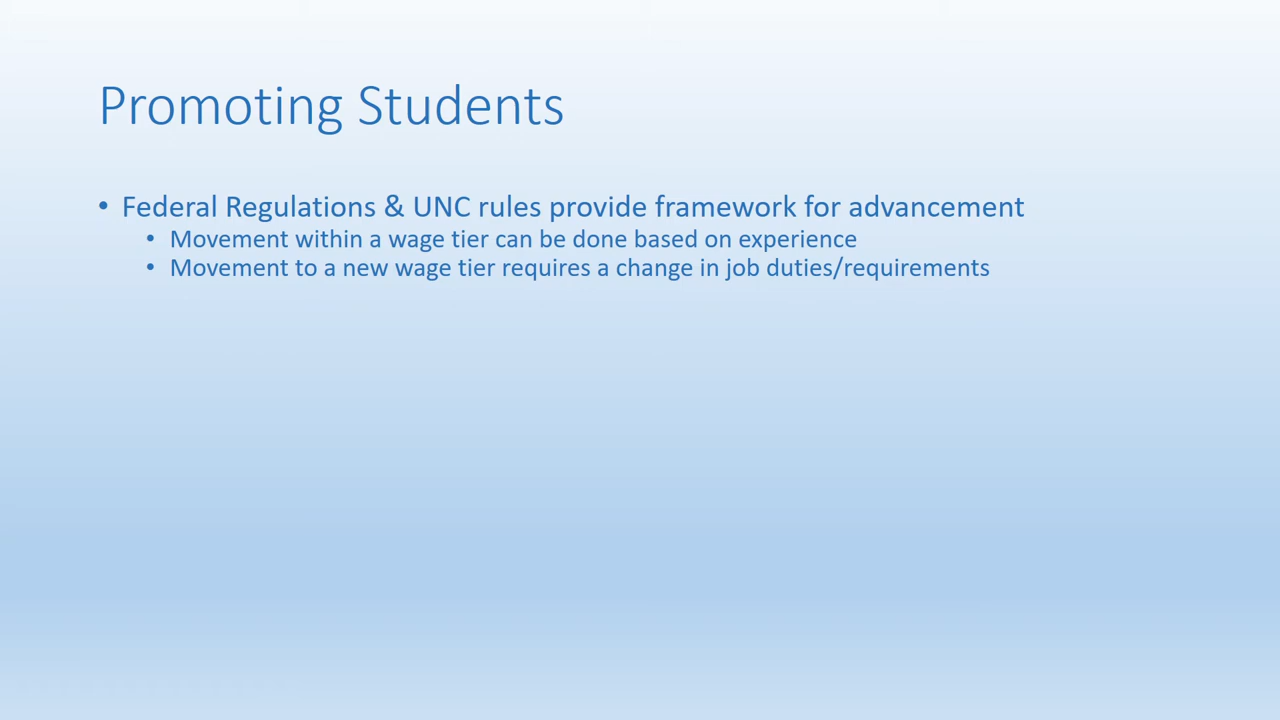 Promoting Students
• Federal Regulations & UNC rules provide framework for advancement
• Movement within a wage tier can be done based on experience
• Movement to a new wage tier requires a change in job duties/requirements